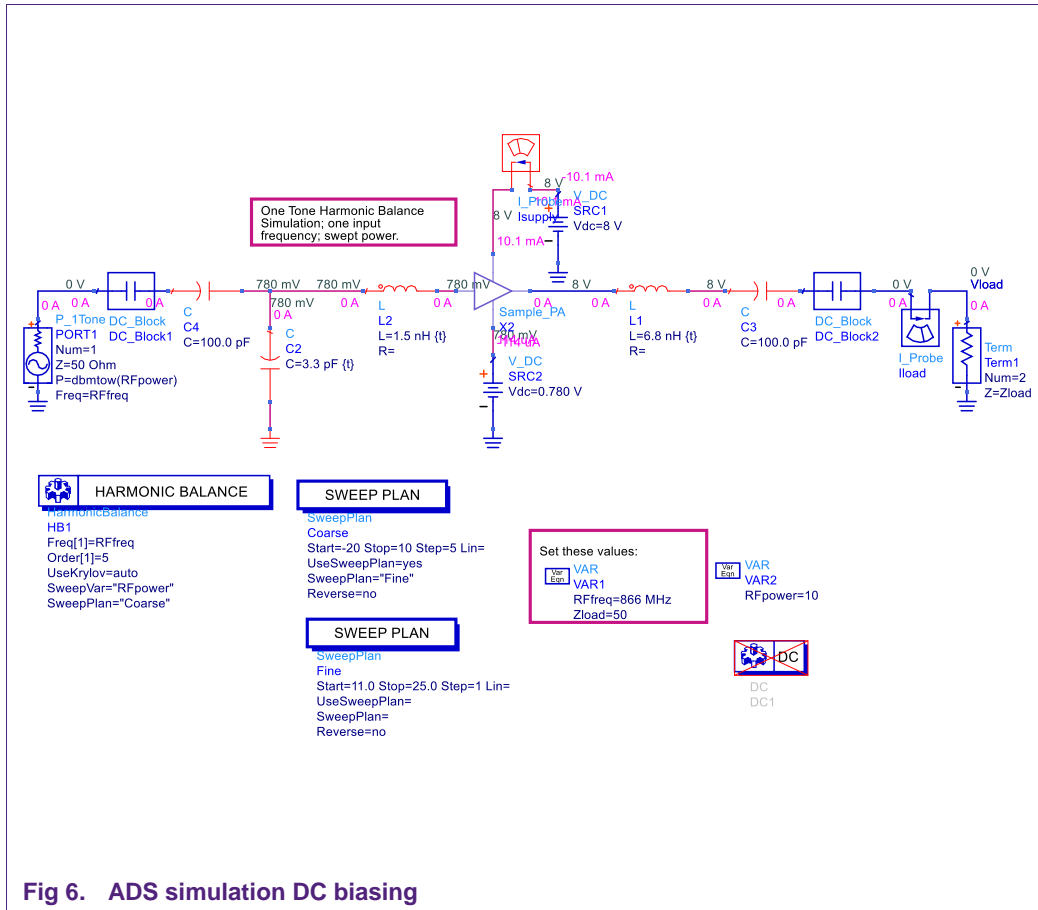 -10.1 mA
8 V
V_DC
I_Probe
10.1 mA
SRC1
Isupply
Vdc=8 V
8 V
10.1 mA
One Tone Harmonic Balance
Simulation; one input
frequency; swept power.
0 V
0 A
0 A
0 A
P_1Tone
PORT1
Num=1
Z=50 Ohm
P=dbmtow(RFpower)
Freq=RFfreq
DC_Block
DC_Block1
C
C4
C=100.0 pF
780 mV
780 mV
780 mV
780 mV
0 A
0 A
0 A
C
C2
C=3.3 pF {t}
L
L2
L=1.5 nH {t}
R=
Sample_PA
X2
780 mV
V_DC
SRC2
Vdc=0.780 V
0 A
8 V
0 A
L
L1
L=6.8 nH {t}
R=
8 V
0 A
C
C3
C=100.0 pF
0 A
DC_Block
DC_Block2
0 V
0 A
I_Probe
Iload
0 V
Vload
0 A
Term
Term1
Num=2
Z=Zload
HARMONIC BALANCE
HarmonicBalance
HB1
Freq[1]=RFfreq
Order[1]=5
UseKrylov=auto
SweepVar="RFpower"
SweepPlan="Coarse"
SWEEP PLAN
SweepPlan
Coarse
Start=-20 Stop=10 Step=5 Lin=
UseSweepPlan=yes
SweepPlan="Fine"
Reverse=no
SWEEP PLAN
SweepPlan
Fine
Start=11.0 Stop=25.0 Step=1 Lin=
UseSweepPlan=
SweepPlan=
Reverse=no
Set these values:
Var
Eqn
VAR
VAR1
RFfreq=866 MHz
Zload=50
Var
Eqn
VAR
VAR2
RFpower=10
DC
DC
DC1
Fig 6. ADS simulation DC biasing